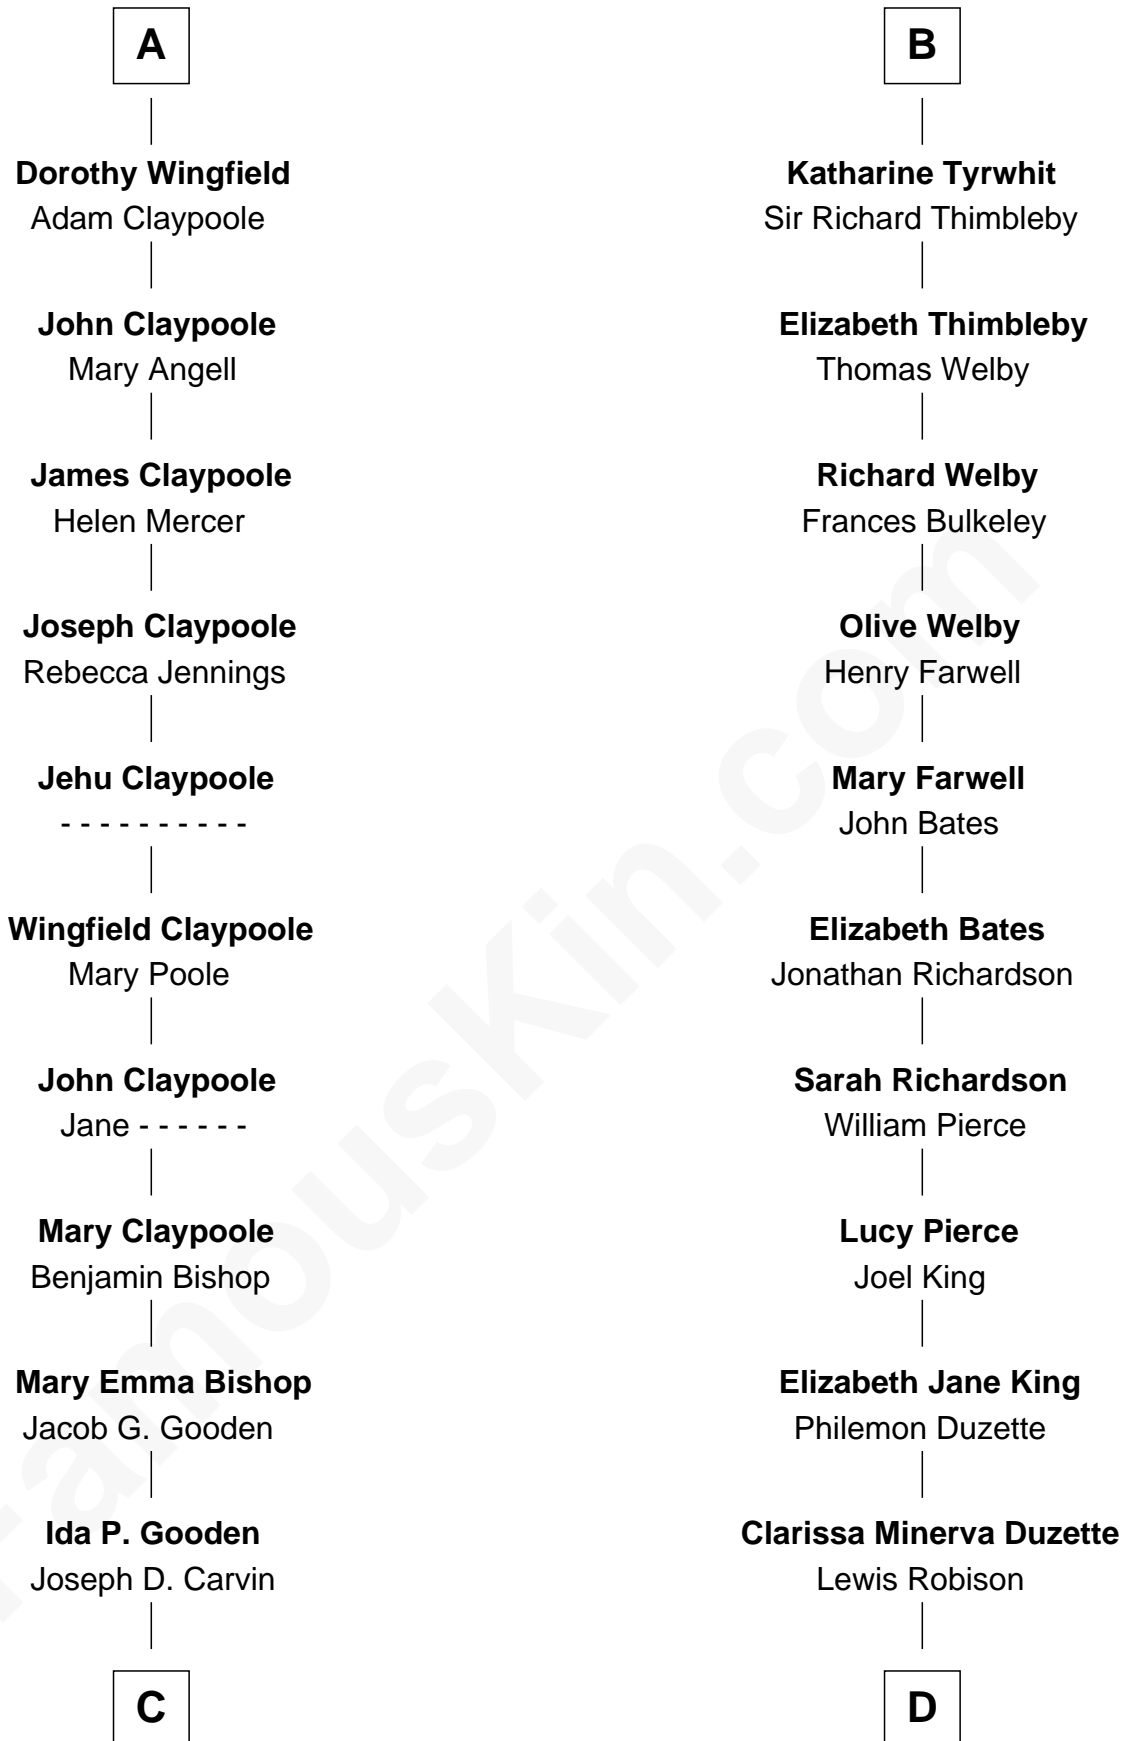 A
Dorothy Wingfield
Adam Claypoole
John Claypoole
Mary Angell
James Claypoole
Helen Mercer
Joseph Claypoole
Rebecca Jennings
Jehu Claypoole
- - - - - - - - - -
Wingfield Claypoole
Mary Poole
John Claypoole
Jane - - - - - -
Mary Claypoole
Benjamin Bishop
Mary Emma Bishop
Jacob G. Gooden
Ida P. Gooden
Joseph D. Carvin
C
B
Katharine Tyrwhit
Sir Richard Thimbleby
Elizabeth Thimbleby
Thomas Welby
Richard Welby
Frances Bulkeley
Olive Welby
Henry Farwell
Mary Farwell
John Bates
Elizabeth Bates
Jonathan Richardson
Sarah Richardson
William Pierce
Lucy Pierce
Joel King
Elizabeth Jane King
Philemon Duzette
Clarissa Minerva Duzette
Lewis Robison
D
FamousKin.com